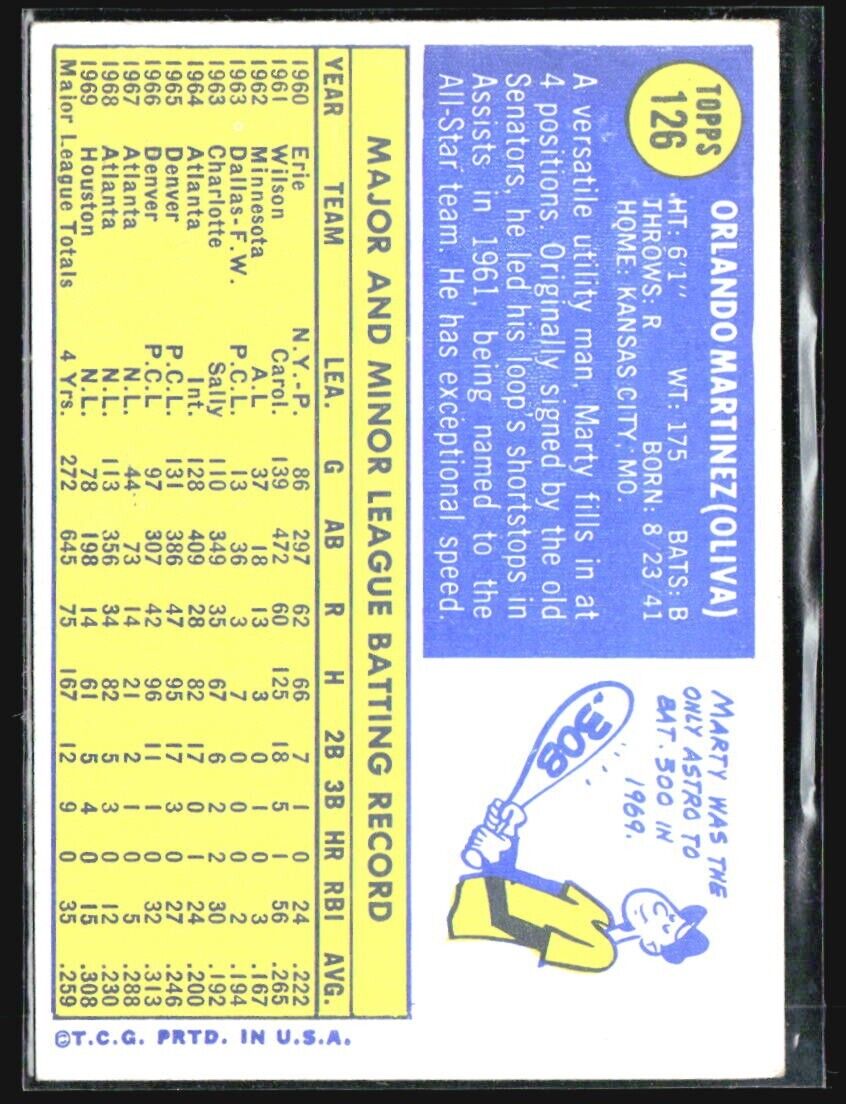 TOPPS
126
ORLANDO MARTINEZ (OLIVA)
HT: 6'1" WT: 175 BATS: B
THROWS: R BORN: 8 23 41
HOME: KANSAS CITY, MO.
A versatile utility man, Marty fills in at
4 positions. Originally signed by the old
Senators, he led his loop's shortstops in
Assists in 1961, being named to the
All-Star team. He has exceptional speed.
MARTY WAS THE
ONLY ASTRO TO
BAT .300 IN
1969.
.308
MAJOR AND MINOR LEAGUE BATTING RECORD
YEAR TEAM LEA. G AB R H 2B 3B HR RBI AVG.
1960 Erie N.Y.-P. 86 297 62 66 7 1 0 24 .222
1961 Wilson Carol. 139 472 60 125 18 5 1 56 .265
1962 Minnesota A.L 37 18 13 3 0 1 0 3 .167
1963 Dallas-F.W. P.C.L. 13 36 3 7 0 0 0 2 .194
1963 Charlotte Sally 110 349 35 67 6 2 2 30 .192
1964 Atlanta Int. 128 409 28 82 17 0 1 24 .200
1965 Denver P.C.L. 131 386 47 95 17 3 0 27 .246
1966 Denver P.C.L 97 307 42 96 11 1 0 32 .313
1967 Atlanta N.L. 44 73 14 21 2 1 0 5 .288
1968 Atlanta N.L. 113 356 34 82 5 3 0 12 .230
1969 Houston N.L. 78 198 14 61 5 4 0 15 .308
Major League Totals 4 Yrs. 272 645 75 167 12 9 0 35 .259
©T.C.G. PRTD. IN U.S.A.